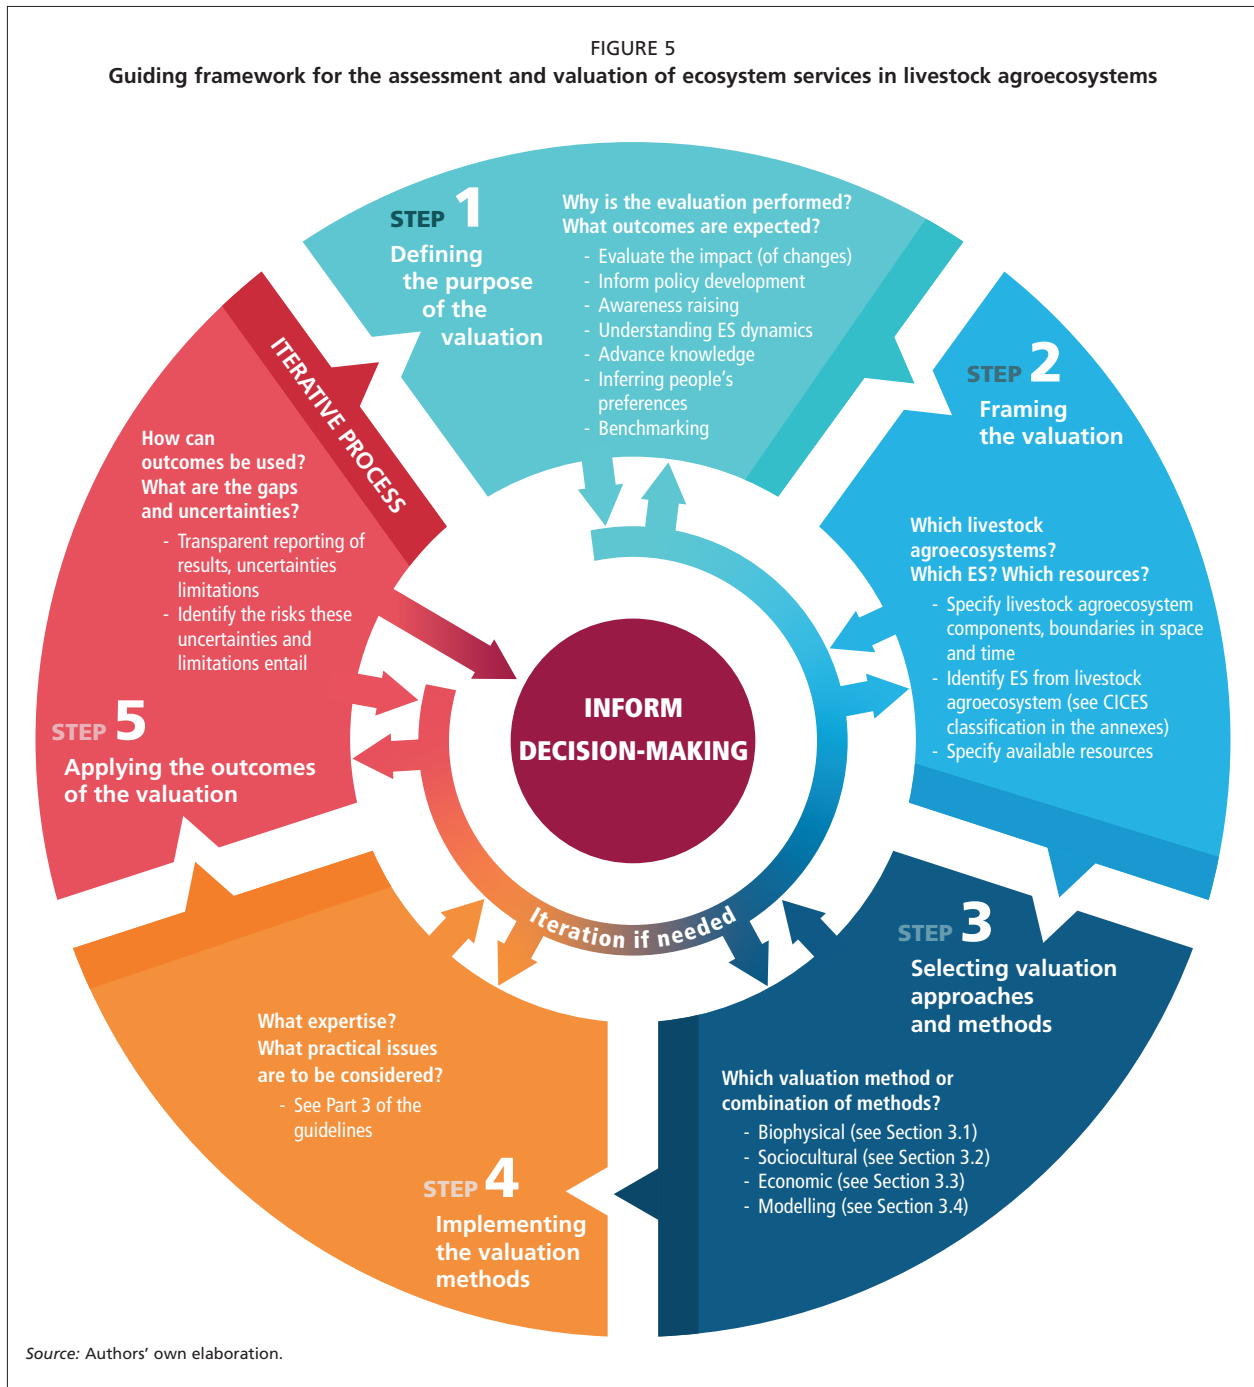 FIGURE 5
Guiding framework for the assessment and valuation of ecosystem services in livestock agroecosystems
STEP 1
Defining
the purpose
of the
valuation
Why is the evaluation performed?
What outcomes are expected?
- Evaluate the impact (of changes)
- Inform policy development
- Awareness raising
- Understanding ES dynamics
- Advance knowledge
- Inferring people's
preferences
- Benchmarking
STEP 2
Framing
the valuation
Which livestock
agroecosystems?
Which ES? Which resources?
- Specify livestock agroecosystem
components, boundaries in space
and time
- Identify ES from livestock
agroecosystem (see CICES
classification in the annexes)
- Specify available resources
STEP 3
Selecting valuation
approaches
and methods
Which valuation method or
combination of methods?
- Biophysical (see Section 3.1)
- Sociocultural (see Section 3.2)
- Economic (see Section 3.3)
- Modelling (see Section 3.4)
What expertise?
What practical issues
are to be considered?
- See Part 3 of the
guidelines
STEP 4
Implementing
the valuation
methods
How can
outcomes be used?
What are the gaps
and uncertainties?
- Transparent reporting of
results, uncertainties
limitations
- Identify the risks these
uncertainties and
limitations entail
STEP 5
Applying the outcomes
of the valuation
ITERATIVE PROCESS
INFORM
DECISION-MAKING
Iteration if needed
Source: Authors' own elaboration.